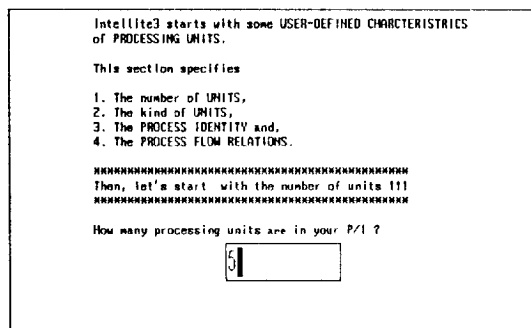 Intellite3 starts with some USER-DEFINED CHARCTERISTRICS
of PROCESSING UNITS.
This section specifies
1. The number of UNITS,
2. The kind of UNITS,
3. The PROCESS IDENTITY and,
4. The PROCESS FLOW RELATIONS.
****************************************************
Then, let's start with the number of units !!!
****************************************************
How many processing units are in your P/I ?
5